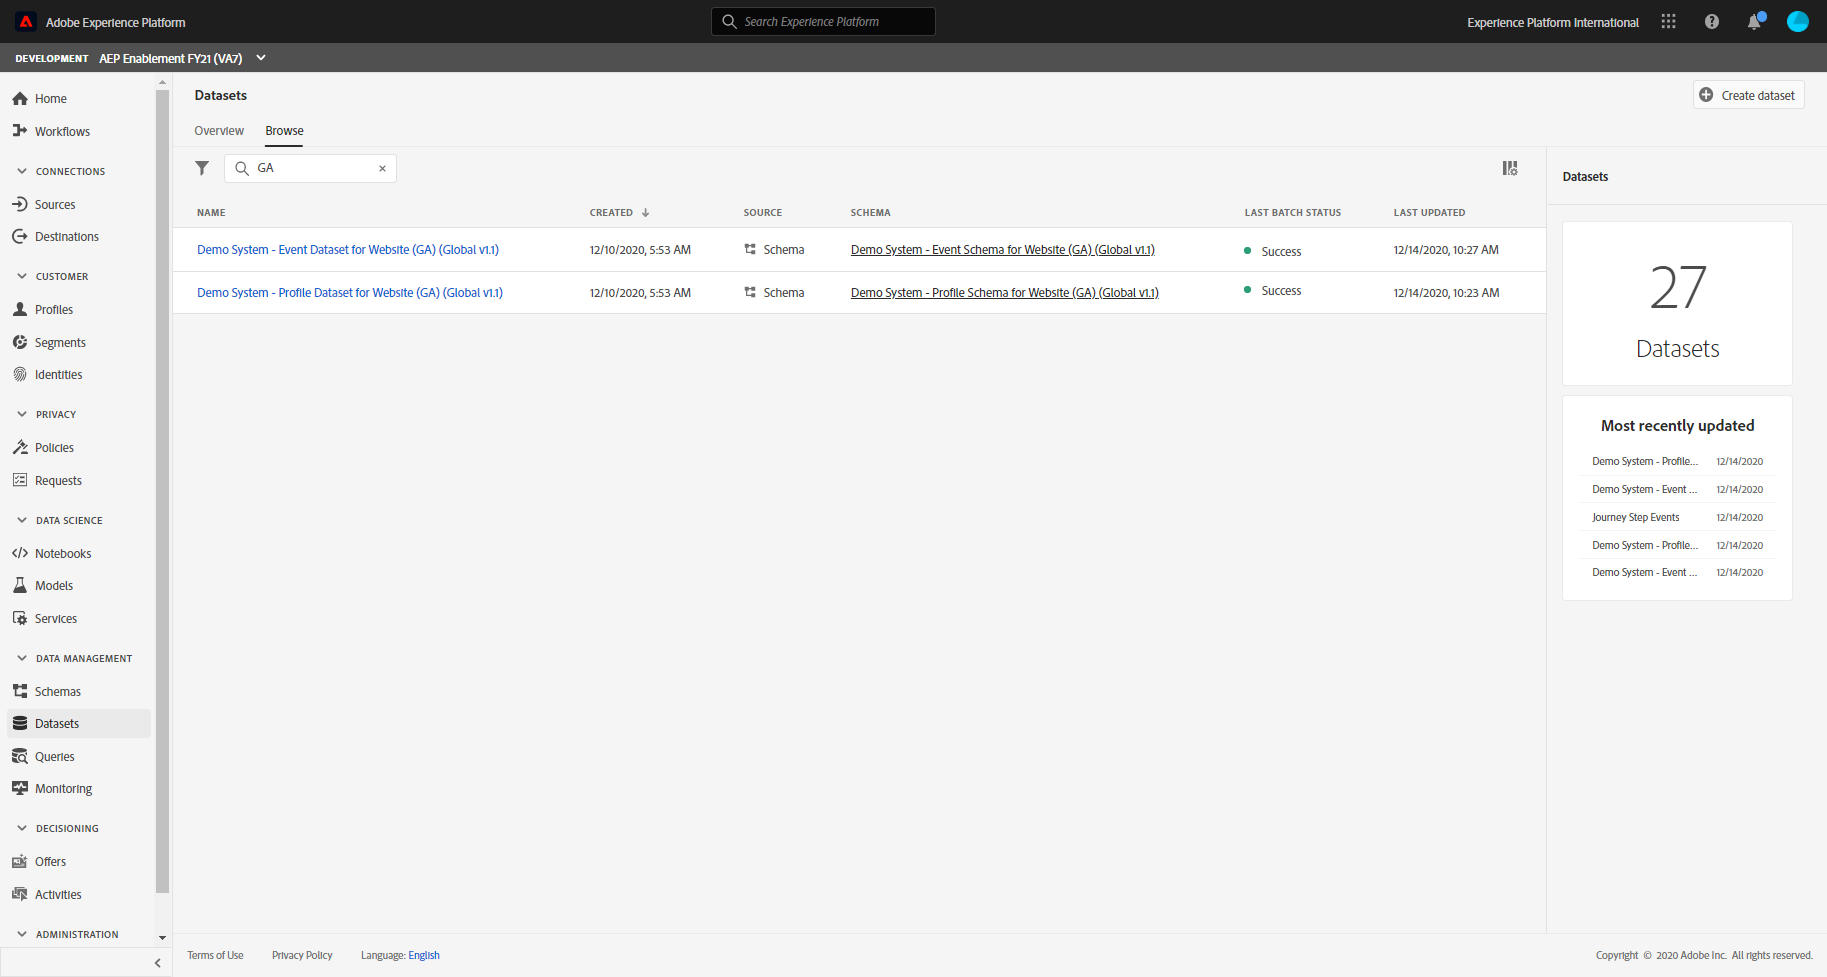 Adobe Experience Platform
Search Experience Platform
Experience Platform International
DEVELOPMENT AEP Enablement FY21 (VA7)
Home
Workflows
CONNECTIONS
Sources
Destinations
CUSTOMER
Profiles
Segments
Identities
PRIVACY
Policies
Requests
DATA SCIENCE
Notebooks
Models
Services
DATA MANAGEMENT
Schemas
Datasets
Queries
Monitoring
DECISIONING
Offers
Activities
ADMINISTRATION
Datasets
Create dataset
Overview Browse
GA
NAME CREATED SOURCE SCHEMA LAST BATCH STATUS LAST UPDATED
Demo System - Event Dataset for Website (GA) (Global v1.1) 12/10/2020, 5:53 AM Schema Demo System - Event Schema for Website (GA) (Global v1.1) Success 12/14/2020, 10:27 AM
Demo System - Profile Dataset for Website (GA) (Global v1.1) 12/10/2020, 5:53 AM Schema Demo System - Profile Schema for Website (GA) (Global v1.1) Success 12/14/2020, 10:23 AM
Datasets
27
Datasets
Most recently updated
Demo System - Profile... 12/14/2020
Demo System - Event ... 12/14/2020
Journey Step Events 12/14/2020
Demo System - Profile... 12/14/2020
Demo System - Event ... 12/14/2020
Terms of Use Privacy Policy Language: English
Copyright © 2020 Adobe Inc. All rights reserved.